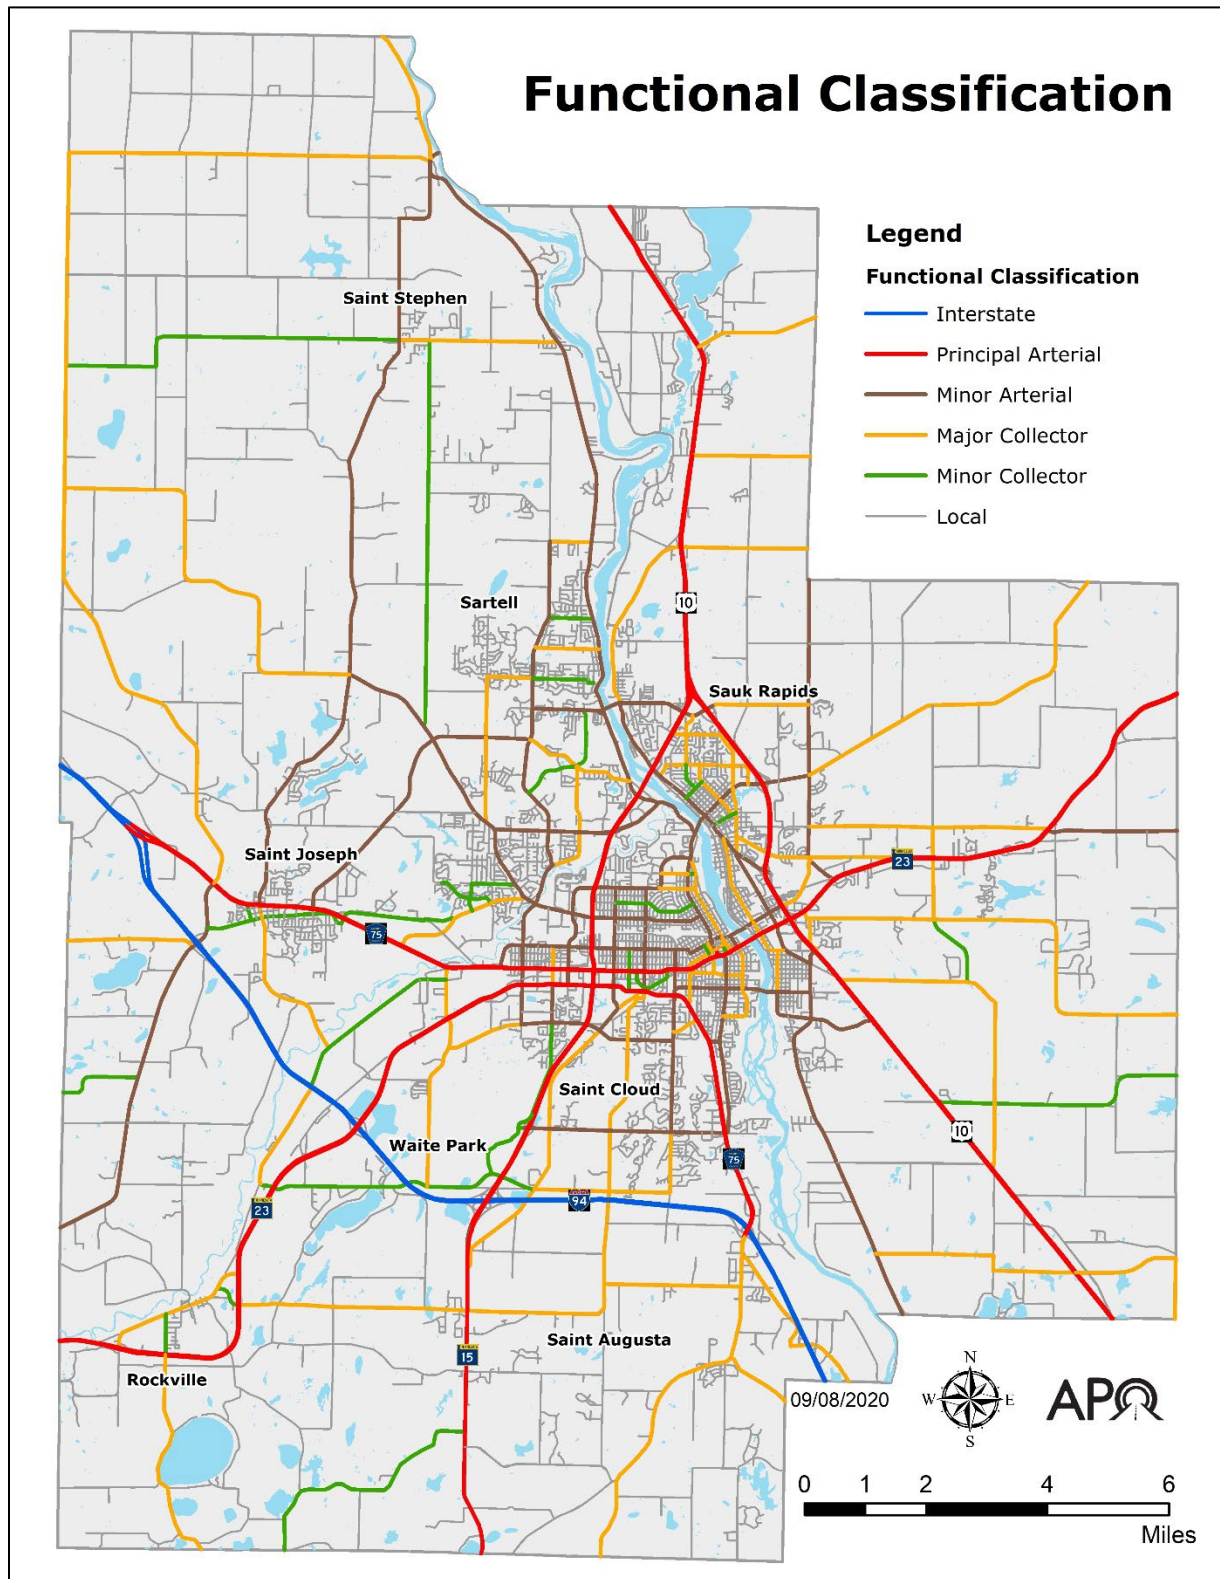 Functional Classification
Legend
Functional Classification
Interstate
Principal Arterial
Minor Arterial
Major Collector
Minor Collector
Local
Saint Stephen
Sartell
10
Sauk Rapids
Saint Joseph
23
75
Saint Cloud
Waite Park
10
75
94
23
Saint Augusta
15
Rockville
09/08/2020
N
W E
S
APO
0 1 2 4 6
Miles